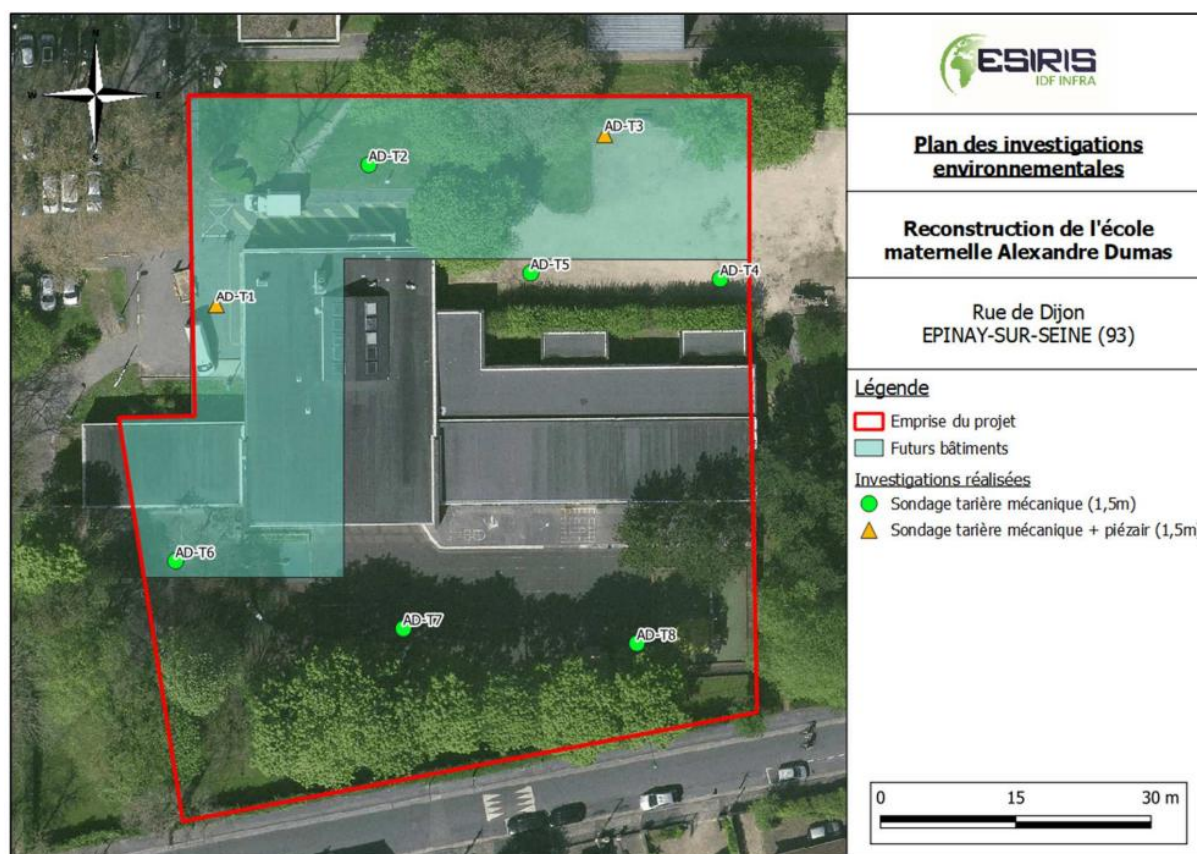 N
W
E
S
AD-T3
AD-T2
AD-T5
AD-T4
AD-T1
AD-T6
AD-T7
AD-T8
ESIRIS
IDF INFRA
Plan des investigations
environnementales
Reconstruction de l'école
maternelle Alexandre Dumas
Rue de Dijon
EPINAY-SUR-SEINE (93)
Légende
Emprise du projet
Futurs bâtiments
Investigations réalisées
Sondage tarière mécanique (1,5m)
Sondage tarière mécanique + piézair (1,5m
0 15 30 m